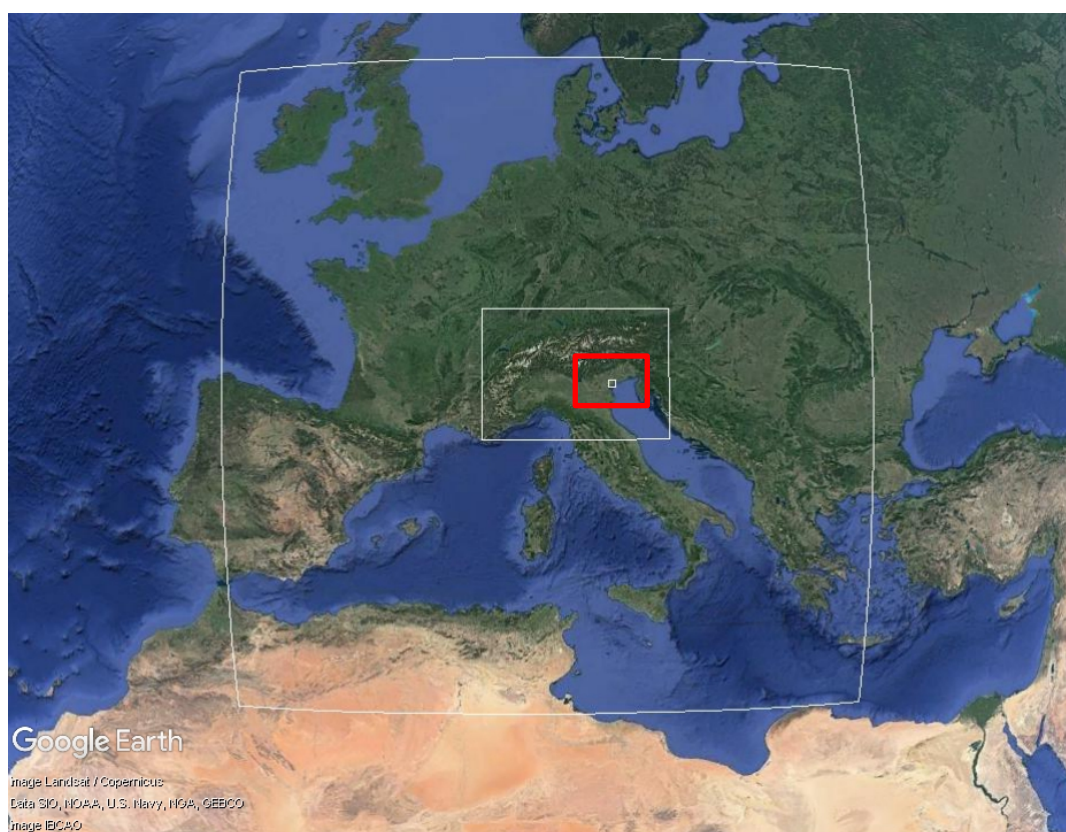 Google Earth
Image Landsat / Copernicus
Data SIO, NOAA, U.S. Navy, NGA, GEBCO
Image IBCAO